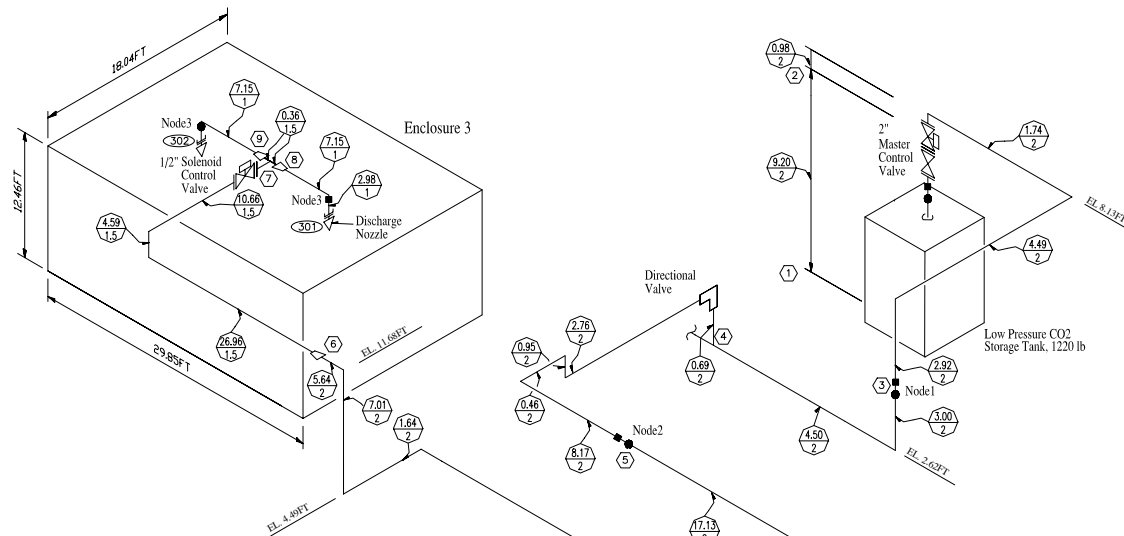 18.04FT
12.46FT
29.85FT
Enclosure 3
7.15
1
0.36
1.5
7.15
1
Node3
302
9
8
7
1/2" Solenoid
Control
Valve
10.66
1.5
2.98
1
Node3
301
Discharge
Nozzle
4.59
1.5
26.96
1.5
6
5.64
2
EL. 11.68FT
7.01
2
1.64
2
EL. 4.49FT
0.98
2
2
9.20
2
1
2"
Master
Control
Valve
1.74
2
EL 8.13FT
4.49
2
Low Pressure CO2
Storage Tank, 1220 lb
2.92
2
3
Node1
3.00
2
EL. 2.62FT
Directional
Valve
2.76
2
0.95
2
4
0.69
2
0.46
2
4.50
2
Node2
8.17
2
5
17.13